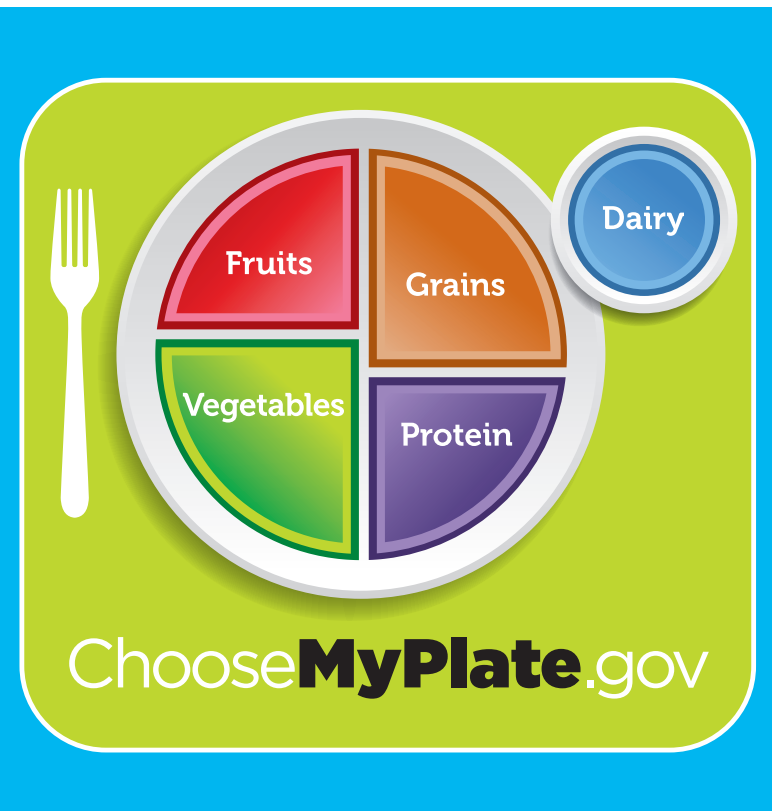 Dairy
Fruits
Grains
Vegetables
Protein
ChooseMyPlate.gov